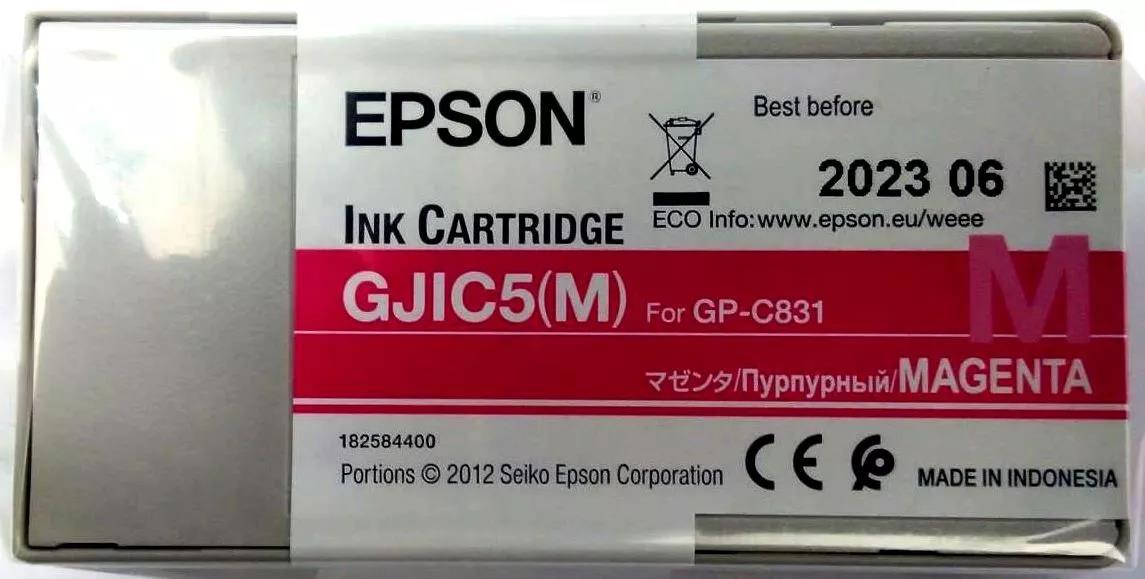 EPSON®
Best before
2023 06
ECO Info:www.epson.eu/weee
INK CARTRIDGE
GJIC5(M) For GP-C831
M
マゼンタ/Пурпурный/MAGENTA
182584400
Portions © 2012 Seiko Epson Corporation
CE
MADE IN INDONESIA